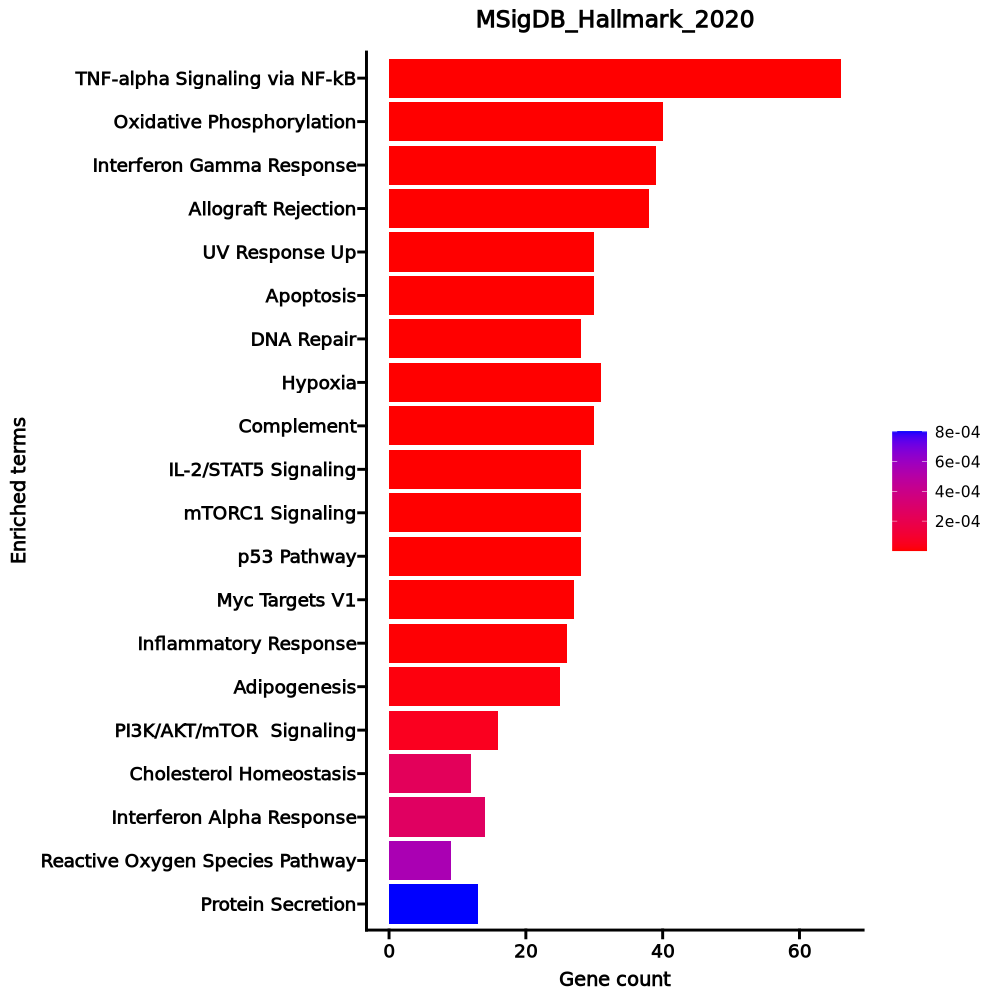 MSigDB_Hallmark_2020
TNF-alpha Signaling via NF-kB
Oxidative Phosphorylation
Interferon Gamma Response
Allograft Rejection
UV Response Up
Apoptosis
DNA Repair
Hypoxia
Complement
IL-2/STAT5 Signaling
mTORC1 Signaling
p53 Pathway
Myc Targets V1
Inflammatory Response
Adipogenesis
PI3K/AKT/mTOR  Signaling
Cholesterol Homeostasis
Interferon Alpha Response
Reactive Oxygen Species Pathway
Protein Secretion
Enriched terms
0 20 40 60
Gene count
8e-04
6e-04
4e-04
2e-04